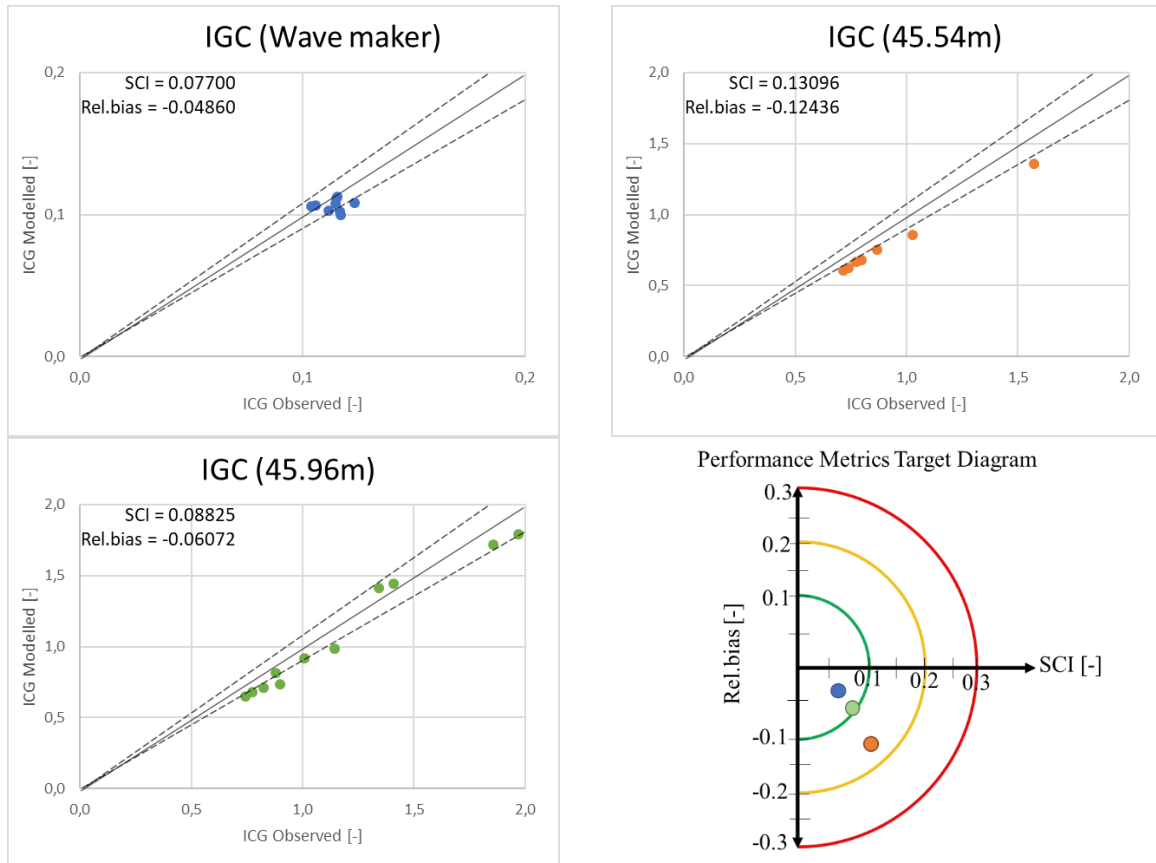 IGC (Wave maker)
SCI = 0.07700
Rel.bias = -0.04860
0,2
0,1
0,0
ICG Modelled [-]
0,0
0,1
0,2
ICG Observed [-]
IGC (45.54m)
SCI = 0.13096
Rel.bias = -0.12436
2,0
1,5
1,0
0,5
0,0
ICG Modelled [-]
0,0
0,5
1,0
1,5
2,0
ICG Observed [-]
IGC (45.96m)
SCI = 0.08825
Rel.bias = -0.06072
2,0
1,5
1,0
0,5
0,0
ICG Modelled [-]
0,0
0,5
1,0
1,5
2,0
ICG Observed [-]
Performance Metrics Target Diagram
0.3
0.2
0.1
-0.1
-0.2
-0.3
Rel.bias [-]
0.1
0.2
0.3
SCI [-]